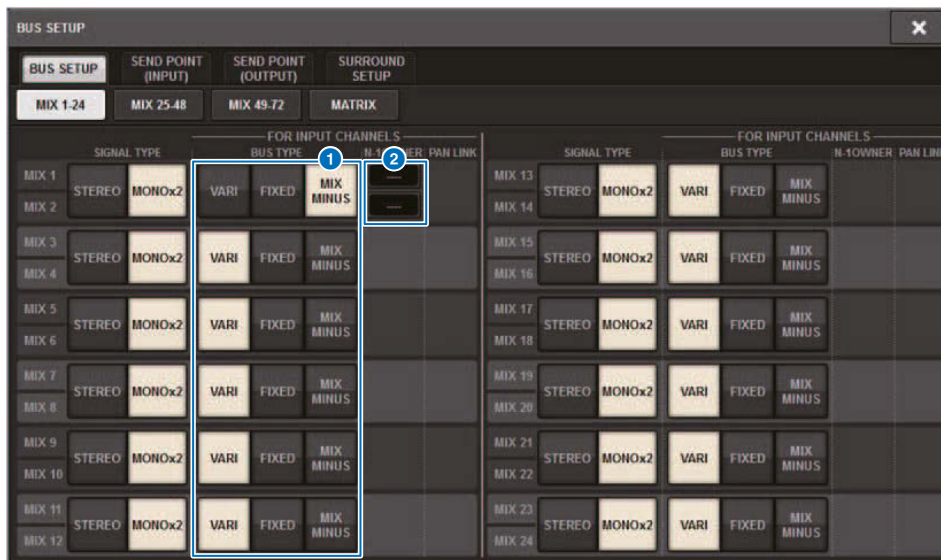 BUS SETUP
BUS SETUP
SEND POINT (INPUT)
SEND POINT (OUTPUT)
SURROUND SETUP
MIX 1-24
MIX 25-48
MIX 49-72
MATRIX
FOR INPUT CHANNELS
SIGNAL TYPE BUS TYPE N-1 OWNER PAN LINK
1 2
MIX 1
MIX 2
STEREO MONOx2 VARI FIXED MIX MINUS
----
----
MIX 3
MIX 4
STEREO MONOx2 VARI FIXED MIX MINUS
MIX 5
MIX 6
STEREO MONOx2 VARI FIXED MIX MINUS
MIX 7
MIX 8
STEREO MONOx2 VARI FIXED MIX MINUS
MIX 9
MIX 10
STEREO MONOx2 VARI FIXED MIX MINUS
MIX 11
MIX 12
STEREO MONOx2 VARI FIXED MIX MINUS
FOR INPUT CHANNELS
SIGNAL TYPE BUS TYPE N-1OWNER PAN LIN
MIX 13
MIX 14
STEREO MONOx2 VARI FIXED MIX MINUS
MIX 15
MIX 16
STEREO MONOx2 VARI FIXED MIX MINUS
MIX 17
MIX 18
STEREO MONOx2 VARI FIXED MIX MINUS
MIX 19
MIX 20
STEREO MONOx2 VARI FIXED MIX MINUS
MIX 21
MIX 22
STEREO MONOx2 VARI FIXED MIX MINUS
MIX 23
MIX 24
STEREO MONOx2 VARI FIXED MIX MINUS